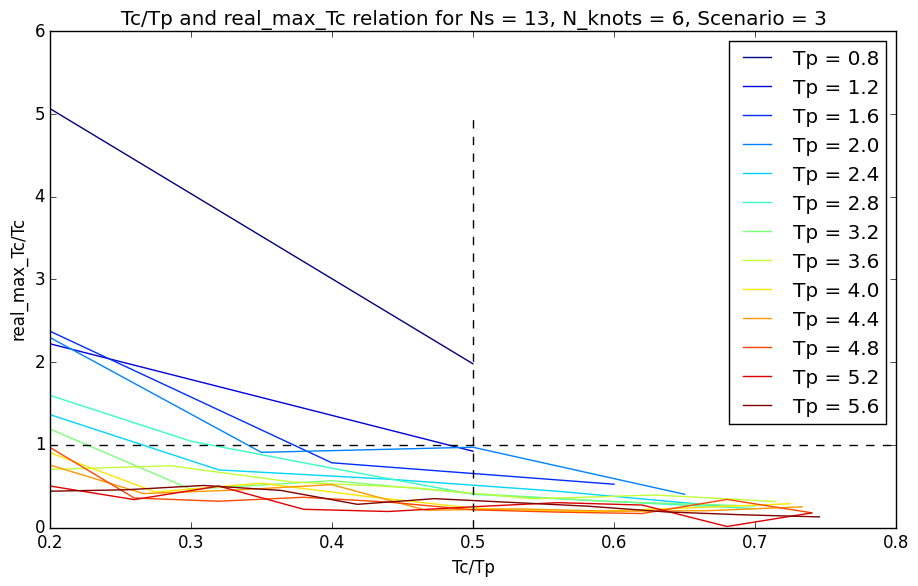 Tc/Tp and real_max_Tc relation for Ns = 13, N_knots = 6, Scenario = 3
6
5
4
3
2
1
0
real_max_Tc/Tc
Tp = 0.8
Tp = 1.2
Tp = 1.6
Tp = 2.0
Tp = 2.4
Tp = 2.8
Tp = 3.2
Tp = 3.6
Tp = 4.0
Tp = 4.4
Tp = 4.8
Tp = 5.2
Tp = 5.6
0.2 0.3 0.4 0.5 0.6 0.7 0.8
Tc/Tp